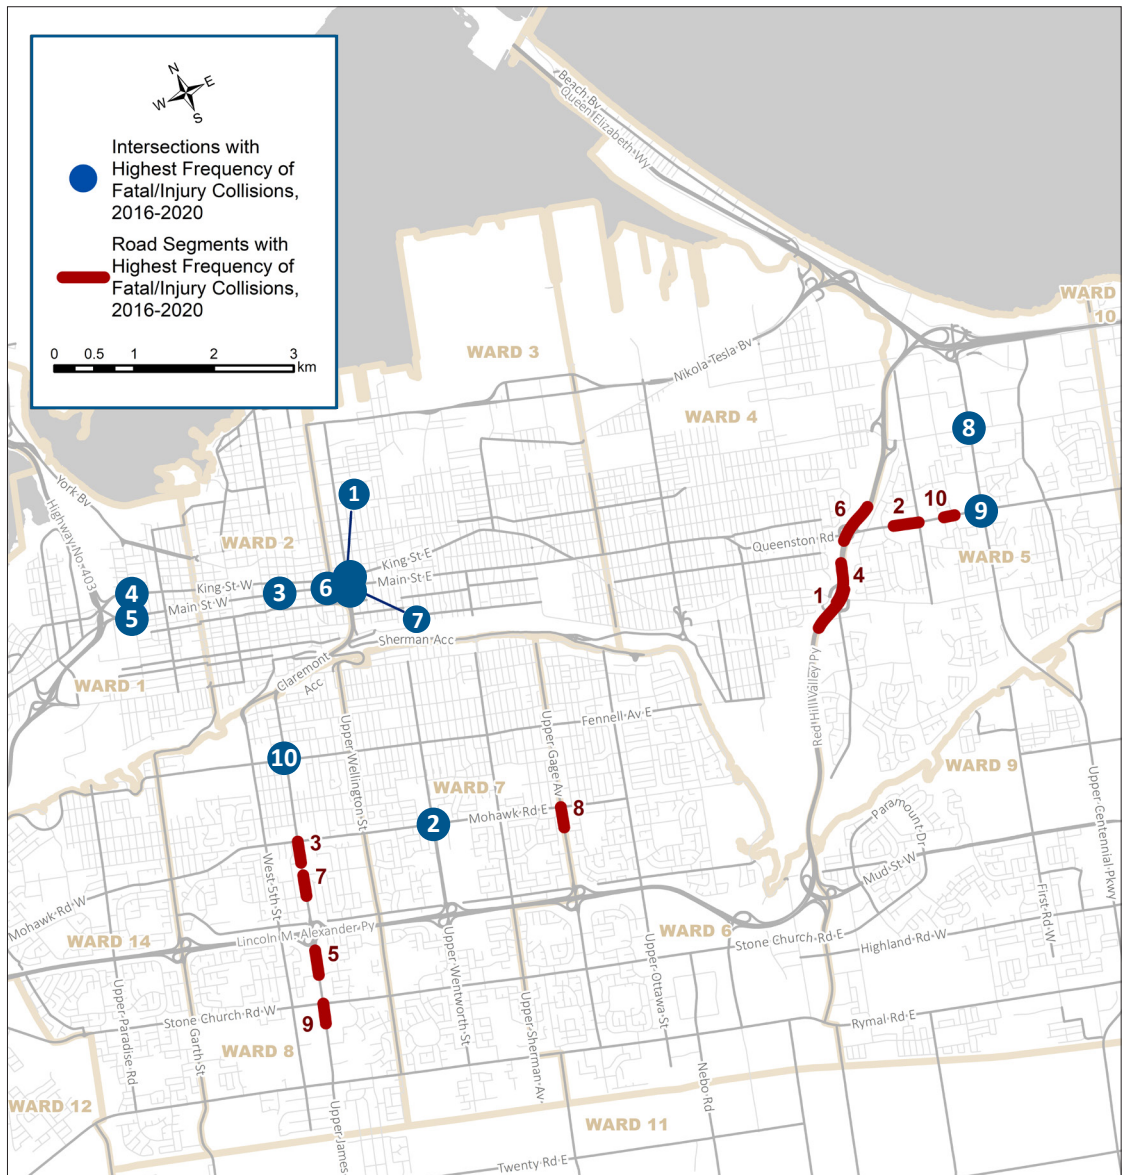 N
E
W
S
Intersections with
Highest Frequency of
Fatal/Injury Collisions,
2016-2020
Road Segments with
Highest Frequency of
Fatal/Injury Collisions,
2016-2020
0 0.5 1 2 3
km
Beach Bv
Queen Elizabeth Wy
WARD
10
WARD 3
Nikola Tesla Bv
WARD 4
8
York Bv
Highway No. 403
1
6
2
10
9
WARD 2
Queenston Rd
WARD 5
King St E
Main St E
King St W
Main St W
4
5
3
6
7
4
1
Sherman Acc
WARD 1
Claremont
Acc
Red Hill Valley Py
Upper Wellington St
Upper Gage Av
Fennell Av E
10
WARD 9
WARD 7
Upper Centennial Pkwy
2
Mohawk Rd E
8
Paramount Dr
3
7
West 5th St
Mud St W
Mohawk Rd W
First Rd W
WARD 14
Lincoln M. Alexander Py
WARD 6
Stone Church Rd E
Highland Rd W
5
Upper Paradise Rd
Upper Wentworth St
Upper Ottawa St
Stone Church Rd W
Garth St
Upper Sherman Av
9
Rymal Rd E
WARD 8
Nebo Rd
WARD 12
Upper James
WARD 11
Twenty Rd E